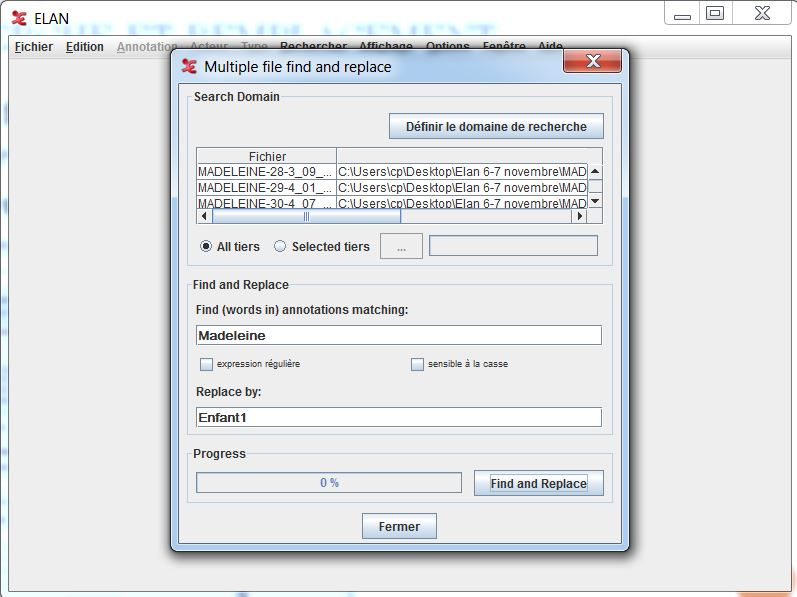 ELAN
Fichier Edition Annotation Acteur Type Rechercher Affichage Options Fenêtre Aide
Multiple file find and replace
Search Domain
Définir le domaine de recherche
Fichier
MADELEINE-28-3_09_... C:\Users\cp\Desktop\Elan 6-7 novembre\MAD
MADELEINE-29-4_01_... C:\Users\cp\Desktop\Elan 6-7 novembre\MAD
MADELEINE-30-4_07_... C:\Users\cp\Desktop\Elan 6-7 novembre\MAD
All tiers Selected tiers ...
Find and Replace
Find (words in) annotations matching:
Madeleine
expression régulière sensible à la casse
Replace by:
Enfant1
Progress
0 % Find and Replace
Fermer